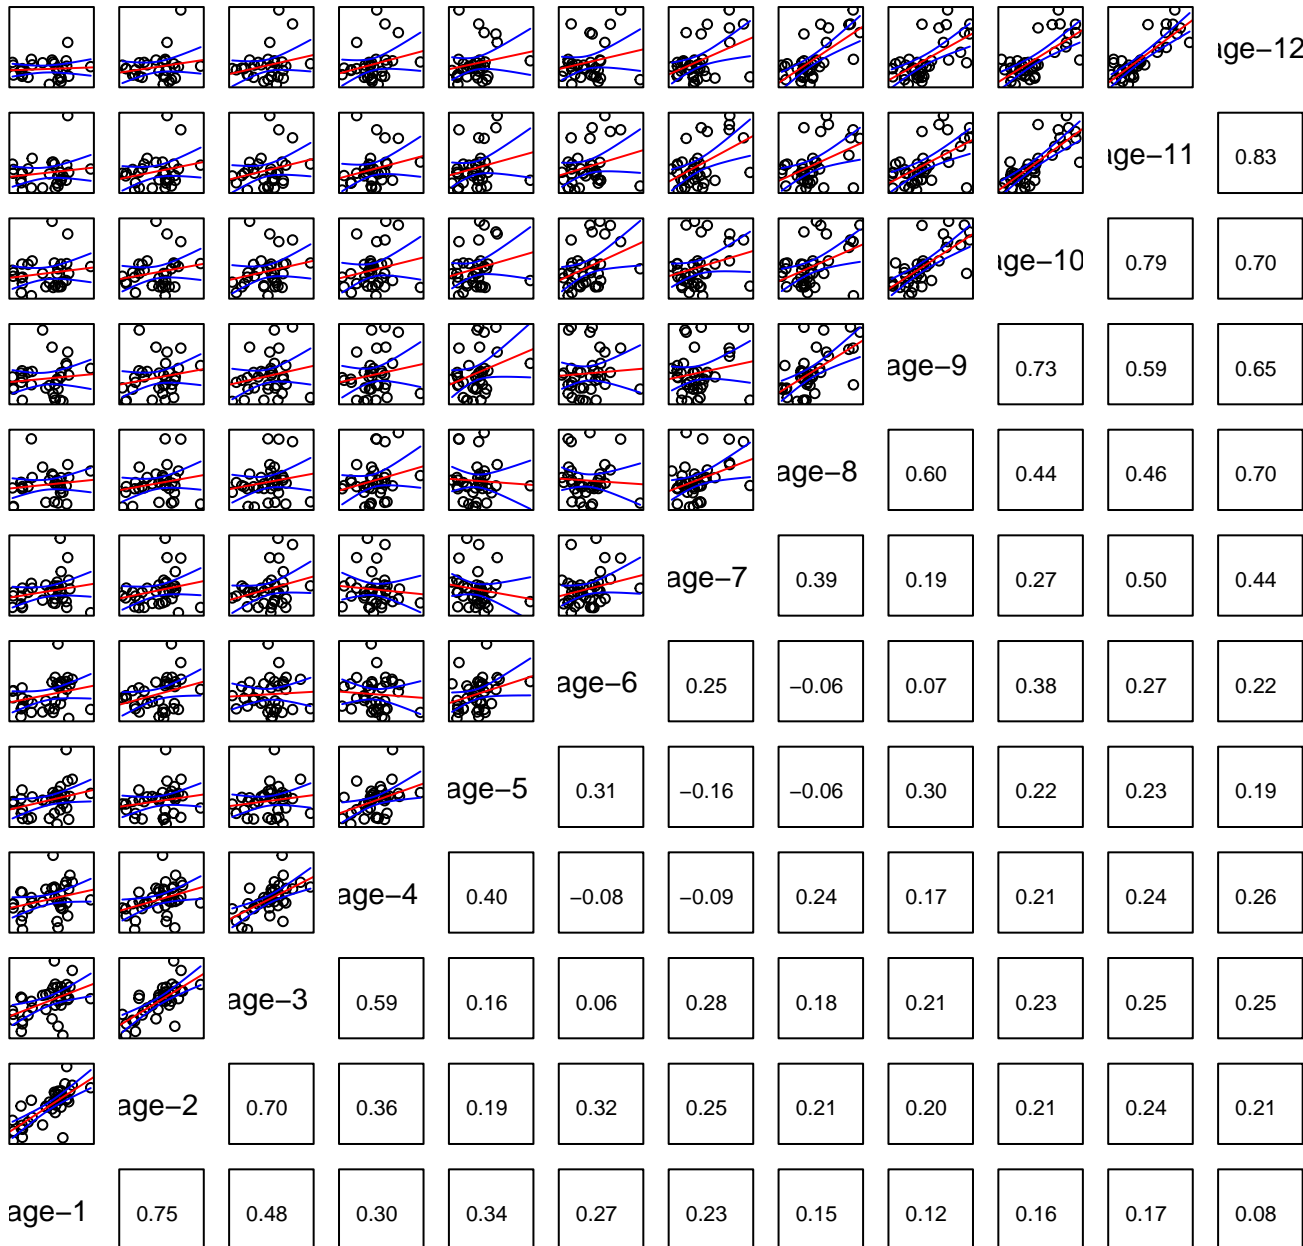 age−12
age−11 0.83
age−10 0.79 0.70
age−9 0.73 0.59 0.65
age−8 0.60 0.44 0.46 0.70
age−7 0.39 0.19 0.27 0.50 0.44
age−6 0.25 −0.06 0.07 0.38 0.27 0.22
age−5 0.31 −0.16 −0.06 0.30 0.22 0.23 0.19
age−4 0.40 −0.08 −0.09 0.24 0.17 0.21 0.24 0.26
age−3 0.59 0.16 0.06 0.28 0.18 0.21 0.23 0.25 0.25
age−2 0.70 0.36 0.19 0.32 0.25 0.21 0.20 0.21 0.24 0.21
age−1 0.75 0.48 0.30 0.34 0.27 0.23 0.15 0.12 0.16 0.17 0.08